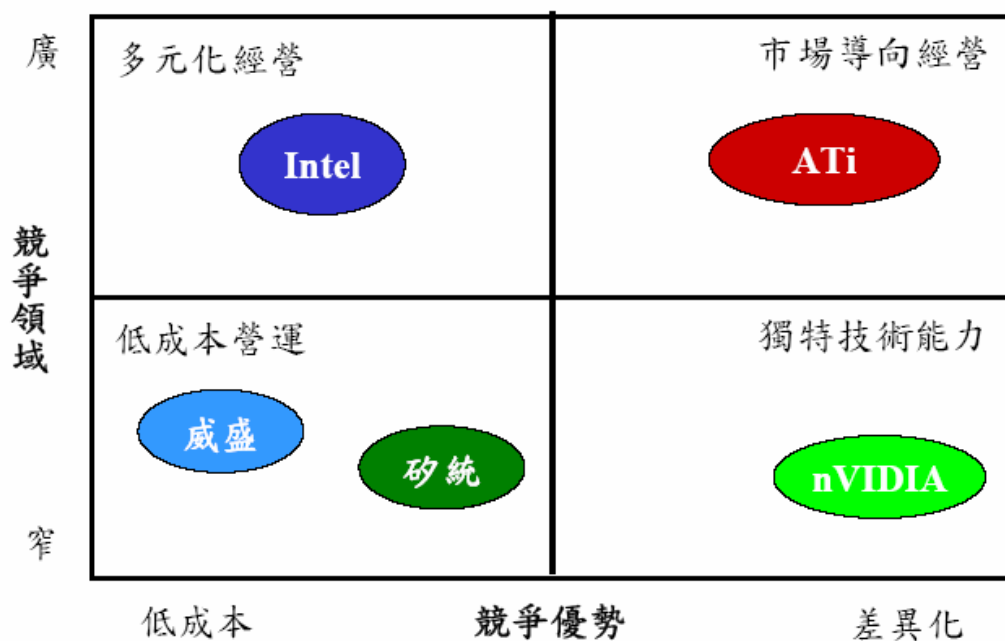 廣
多元化經營
市場導向經營
Intel
ATi
競爭領域
低成本營運
獨特技術能力
威盛
矽統
nVIDIA
窄
低成本
競爭優勢
差異化